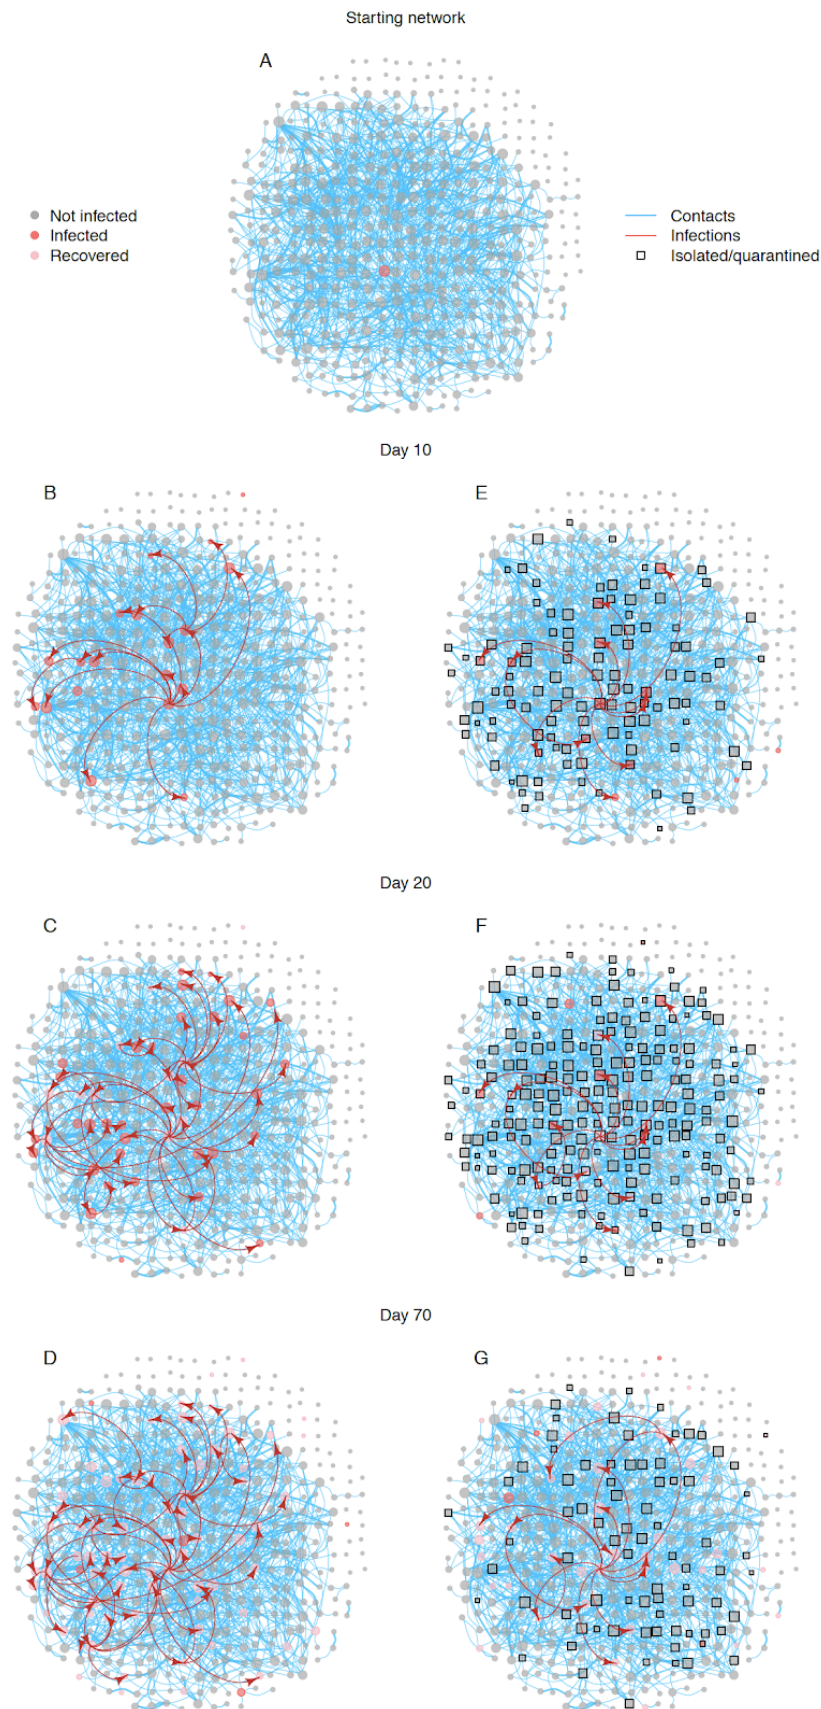 Starting network
A
Not infected
Infected
Recovered
Contacts
Infections
Isolated/quarantined
Day 10
B
E
Day 20
C
F
Day 70
D
G